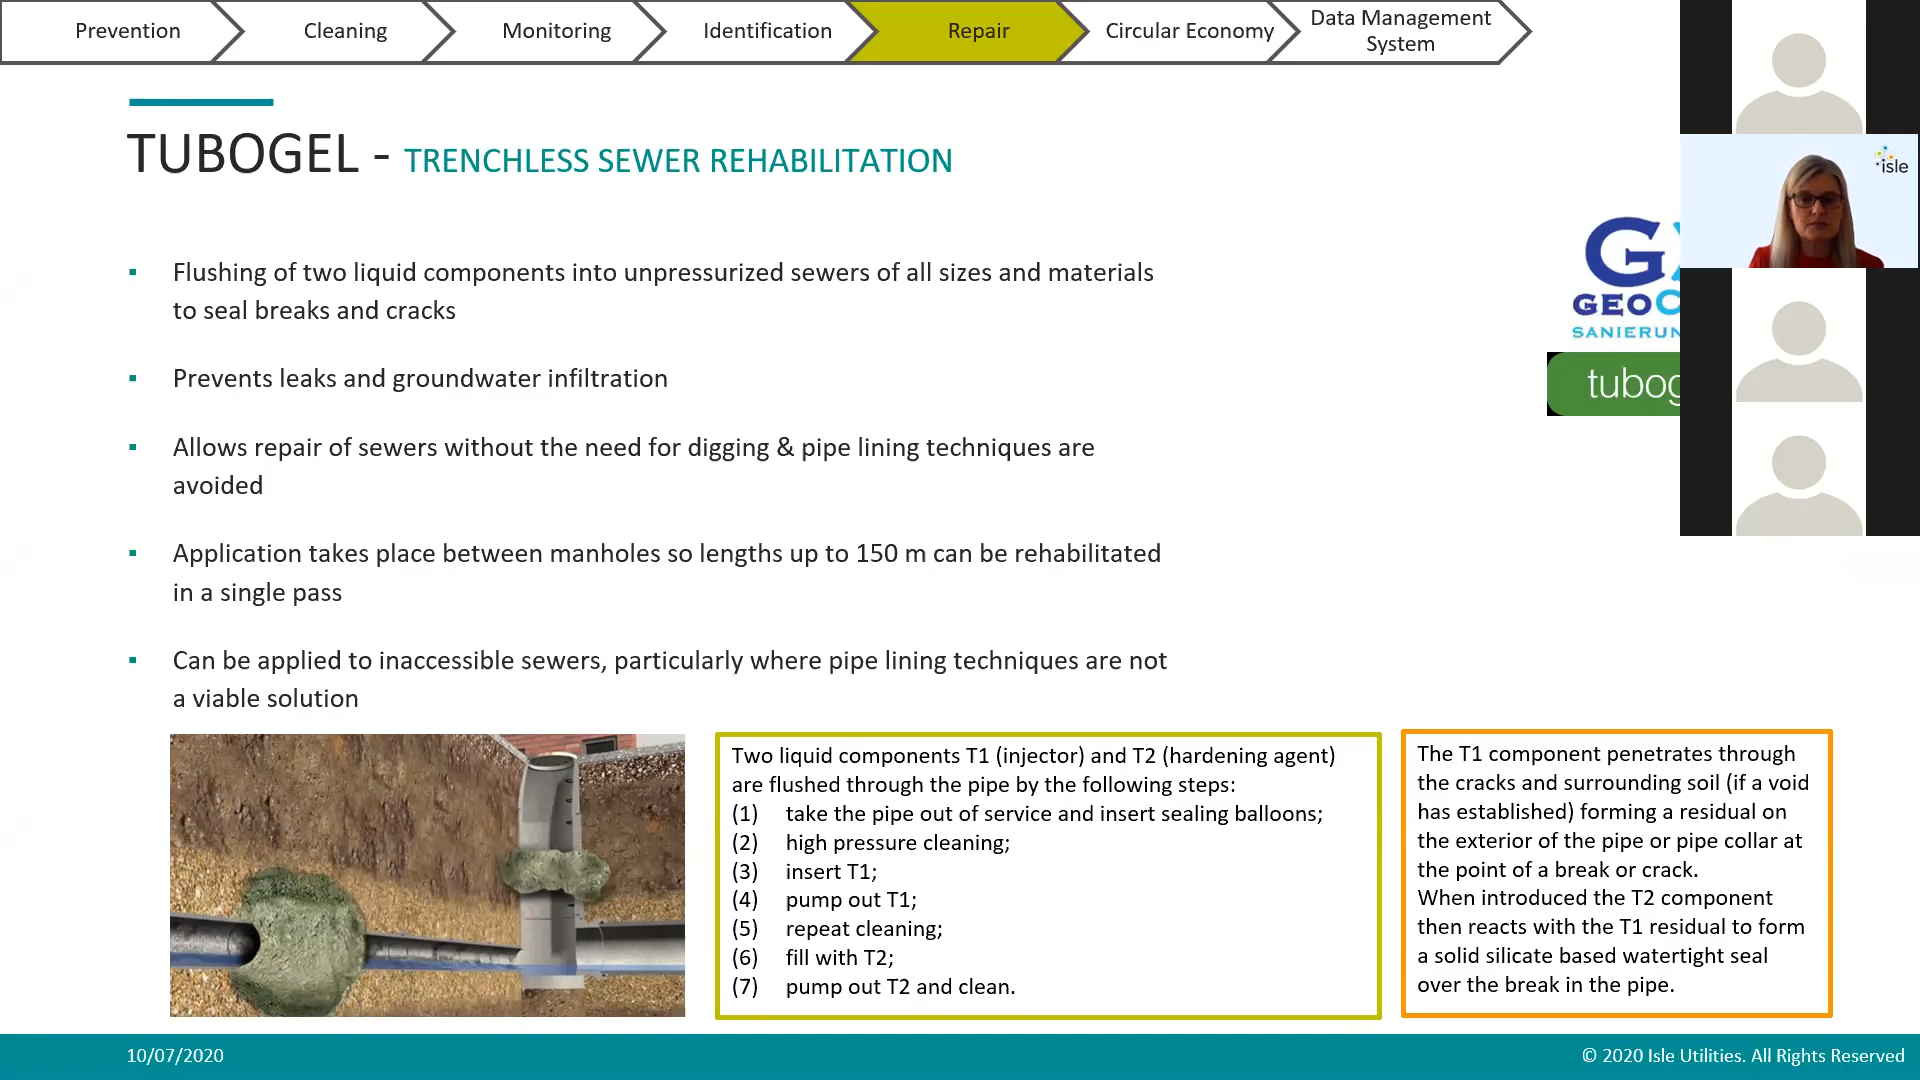 Prevention
Cleaning
Monitoring
Identification
Repair
Circular Economy
Data Management
System
TUBOGEL - TRENCHLESS SEWER REHABILITATION
isle
▪ Flushing of two liquid components into unpressurized sewers of all sizes and materials
to seal breaks and cracks
▪ Prevents leaks and groundwater infiltration
▪ Allows repair of sewers without the need for digging & pipe lining techniques are
avoided
▪ Application takes place between manholes so lengths up to 150 m can be rehabilitated
in a single pass
▪ Can be applied to inaccessible sewers, particularly where pipe lining techniques are not
a viable solution
Two liquid components T1 (injector) and T2 (hardening agent)
are flushed through the pipe by the following steps:
(1) take the pipe out of service and insert sealing balloons;
(2) high pressure cleaning;
(3) insert T1;
(4) pump out T1;
(5) repeat cleaning;
(6) fill with T2;
(7) pump out T2 and clean.
The T1 component penetrates through
the cracks and surrounding soil (if a void
has established) forming a residual on
the exterior of the pipe or pipe collar at
the point of a break or crack.
When introduced the T2 component
then reacts with the T1 residual to form
a solid silicate based watertight seal
over the break in the pipe.
10/07/2020
© 2020 Isle Utilities. All Rights Reserved